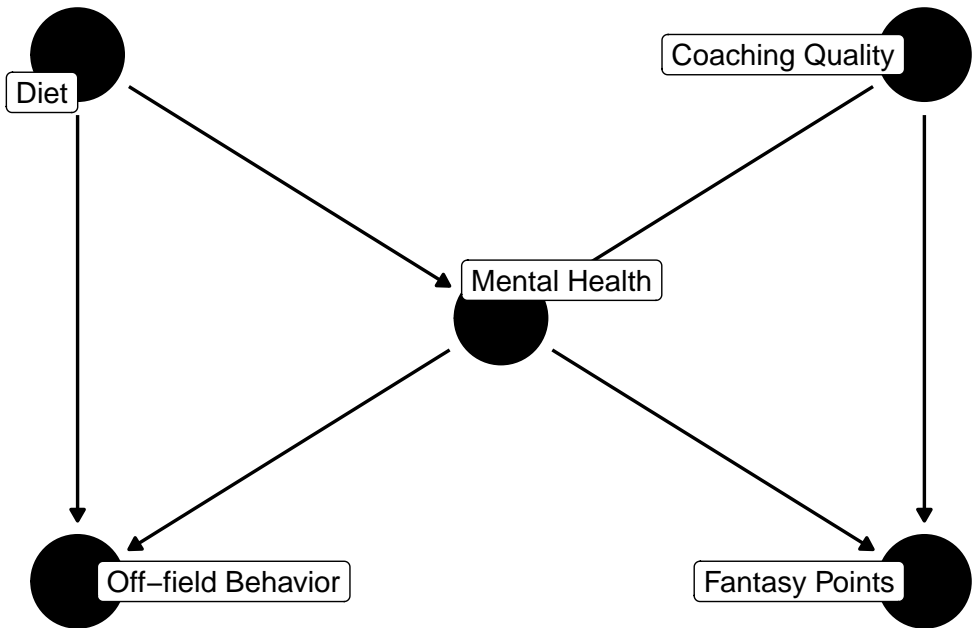 Coaching Quality
Diet
Mental Health
Off−field Behavior
Fantasy Points